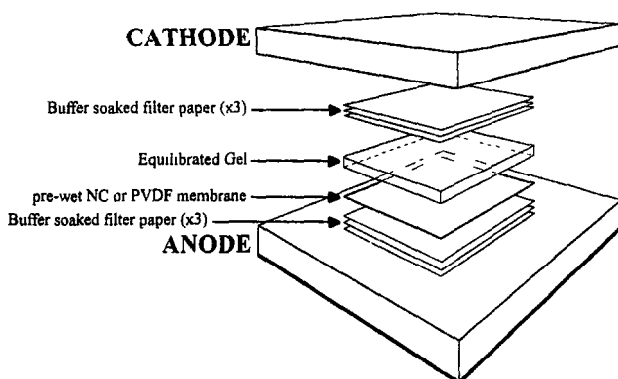 CATHODE
Buffer soaked filter paper (x3)
Equilibrated Gel
pre-wet NC or PVDF membrane
Buffer soaked filter paper (x3)
ANODE